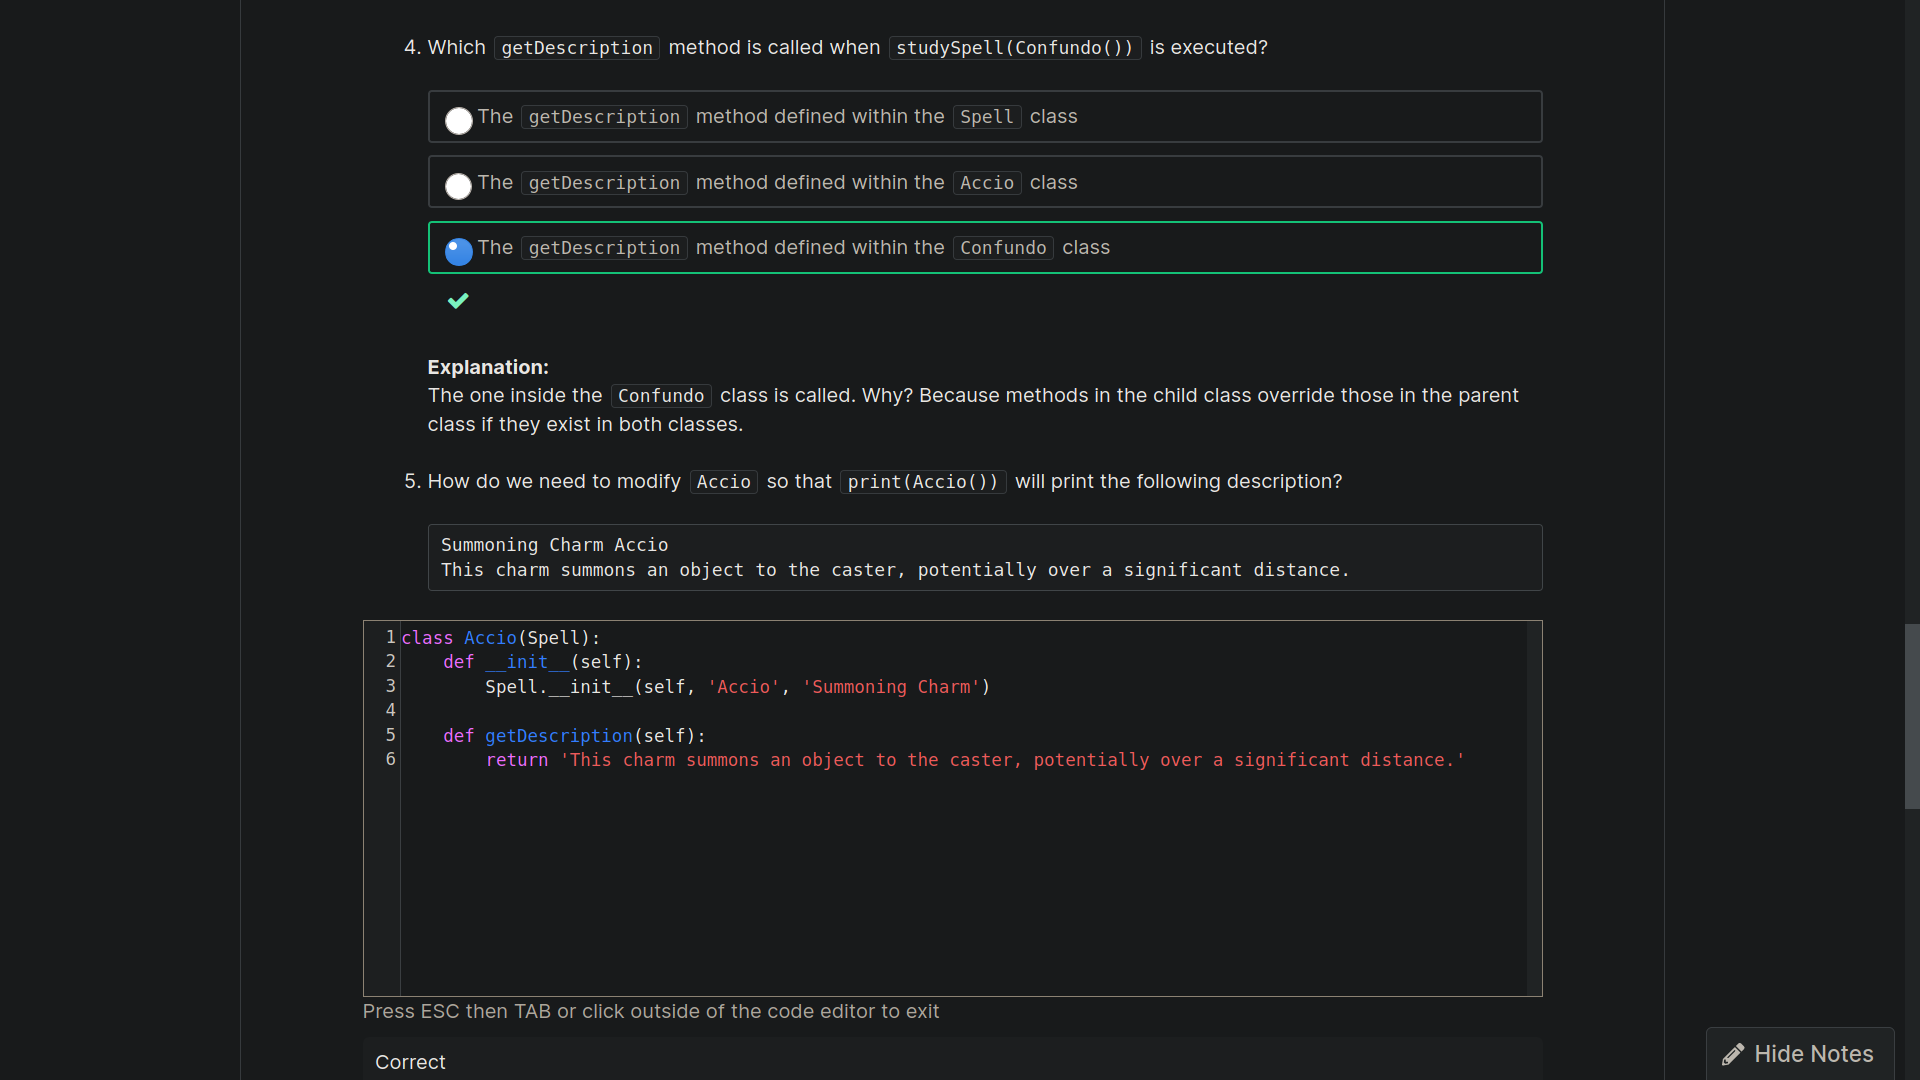 4. Which getDescription method is called when studySpell(Confundo()) is executed?
The getDescription method defined within the Spell class
The getDescription method defined within the Accio class
The getDescription method defined within the Confundo class
Explanation:
The one inside the Confundo class is called. Why? Because methods in the child class override those in the parent
class if they exist in both classes.
5. How do we need to modify Accio so that print(Accio()) will print the following description?
Summoning Charm Accio
This charm summons an object to the caster, potentially over a significant distance.
1 class Accio(Spell):
2     def __init__(self):
3         Spell.__init__(self, 'Accio', 'Summoning Charm')
4
5     def getDescription(self):
6         return 'This charm summons an object to the caster, potentially over a significant distance.'
Press ESC then TAB or click outside of the code editor to exit
Correct
Hide Notes